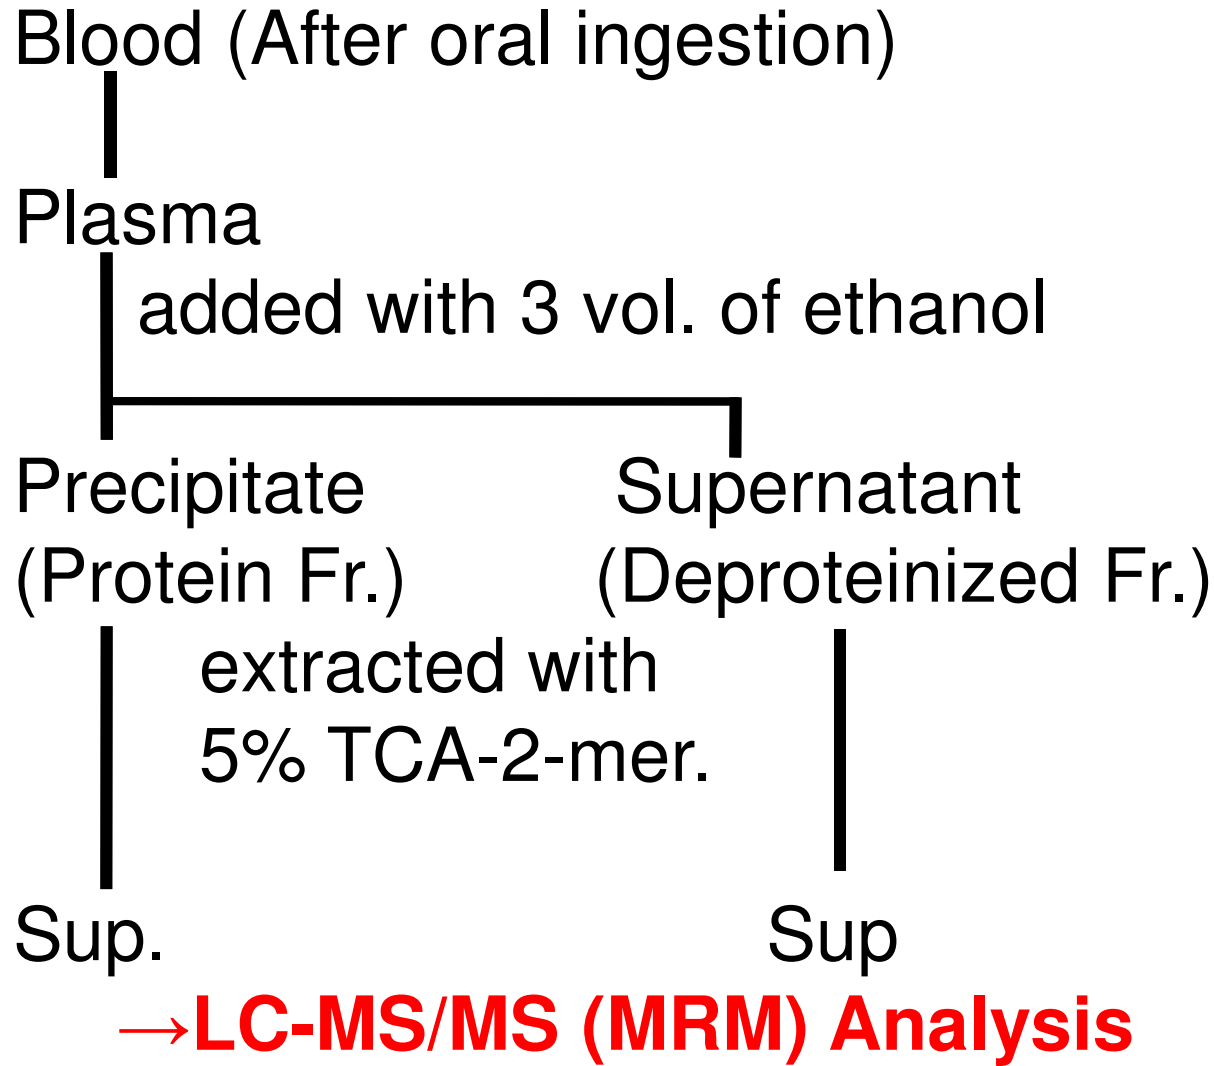 Blood (After oral ingestion)
Plasma
added with 3 vol. of ethanol
Precipitate
(Protein Fr.)
Supernatant
(Deproteinized Fr.)
extracted with
5% TCA-2-mer.
Sup.
Sup
→LC-MS/MS (MRM) Analysis